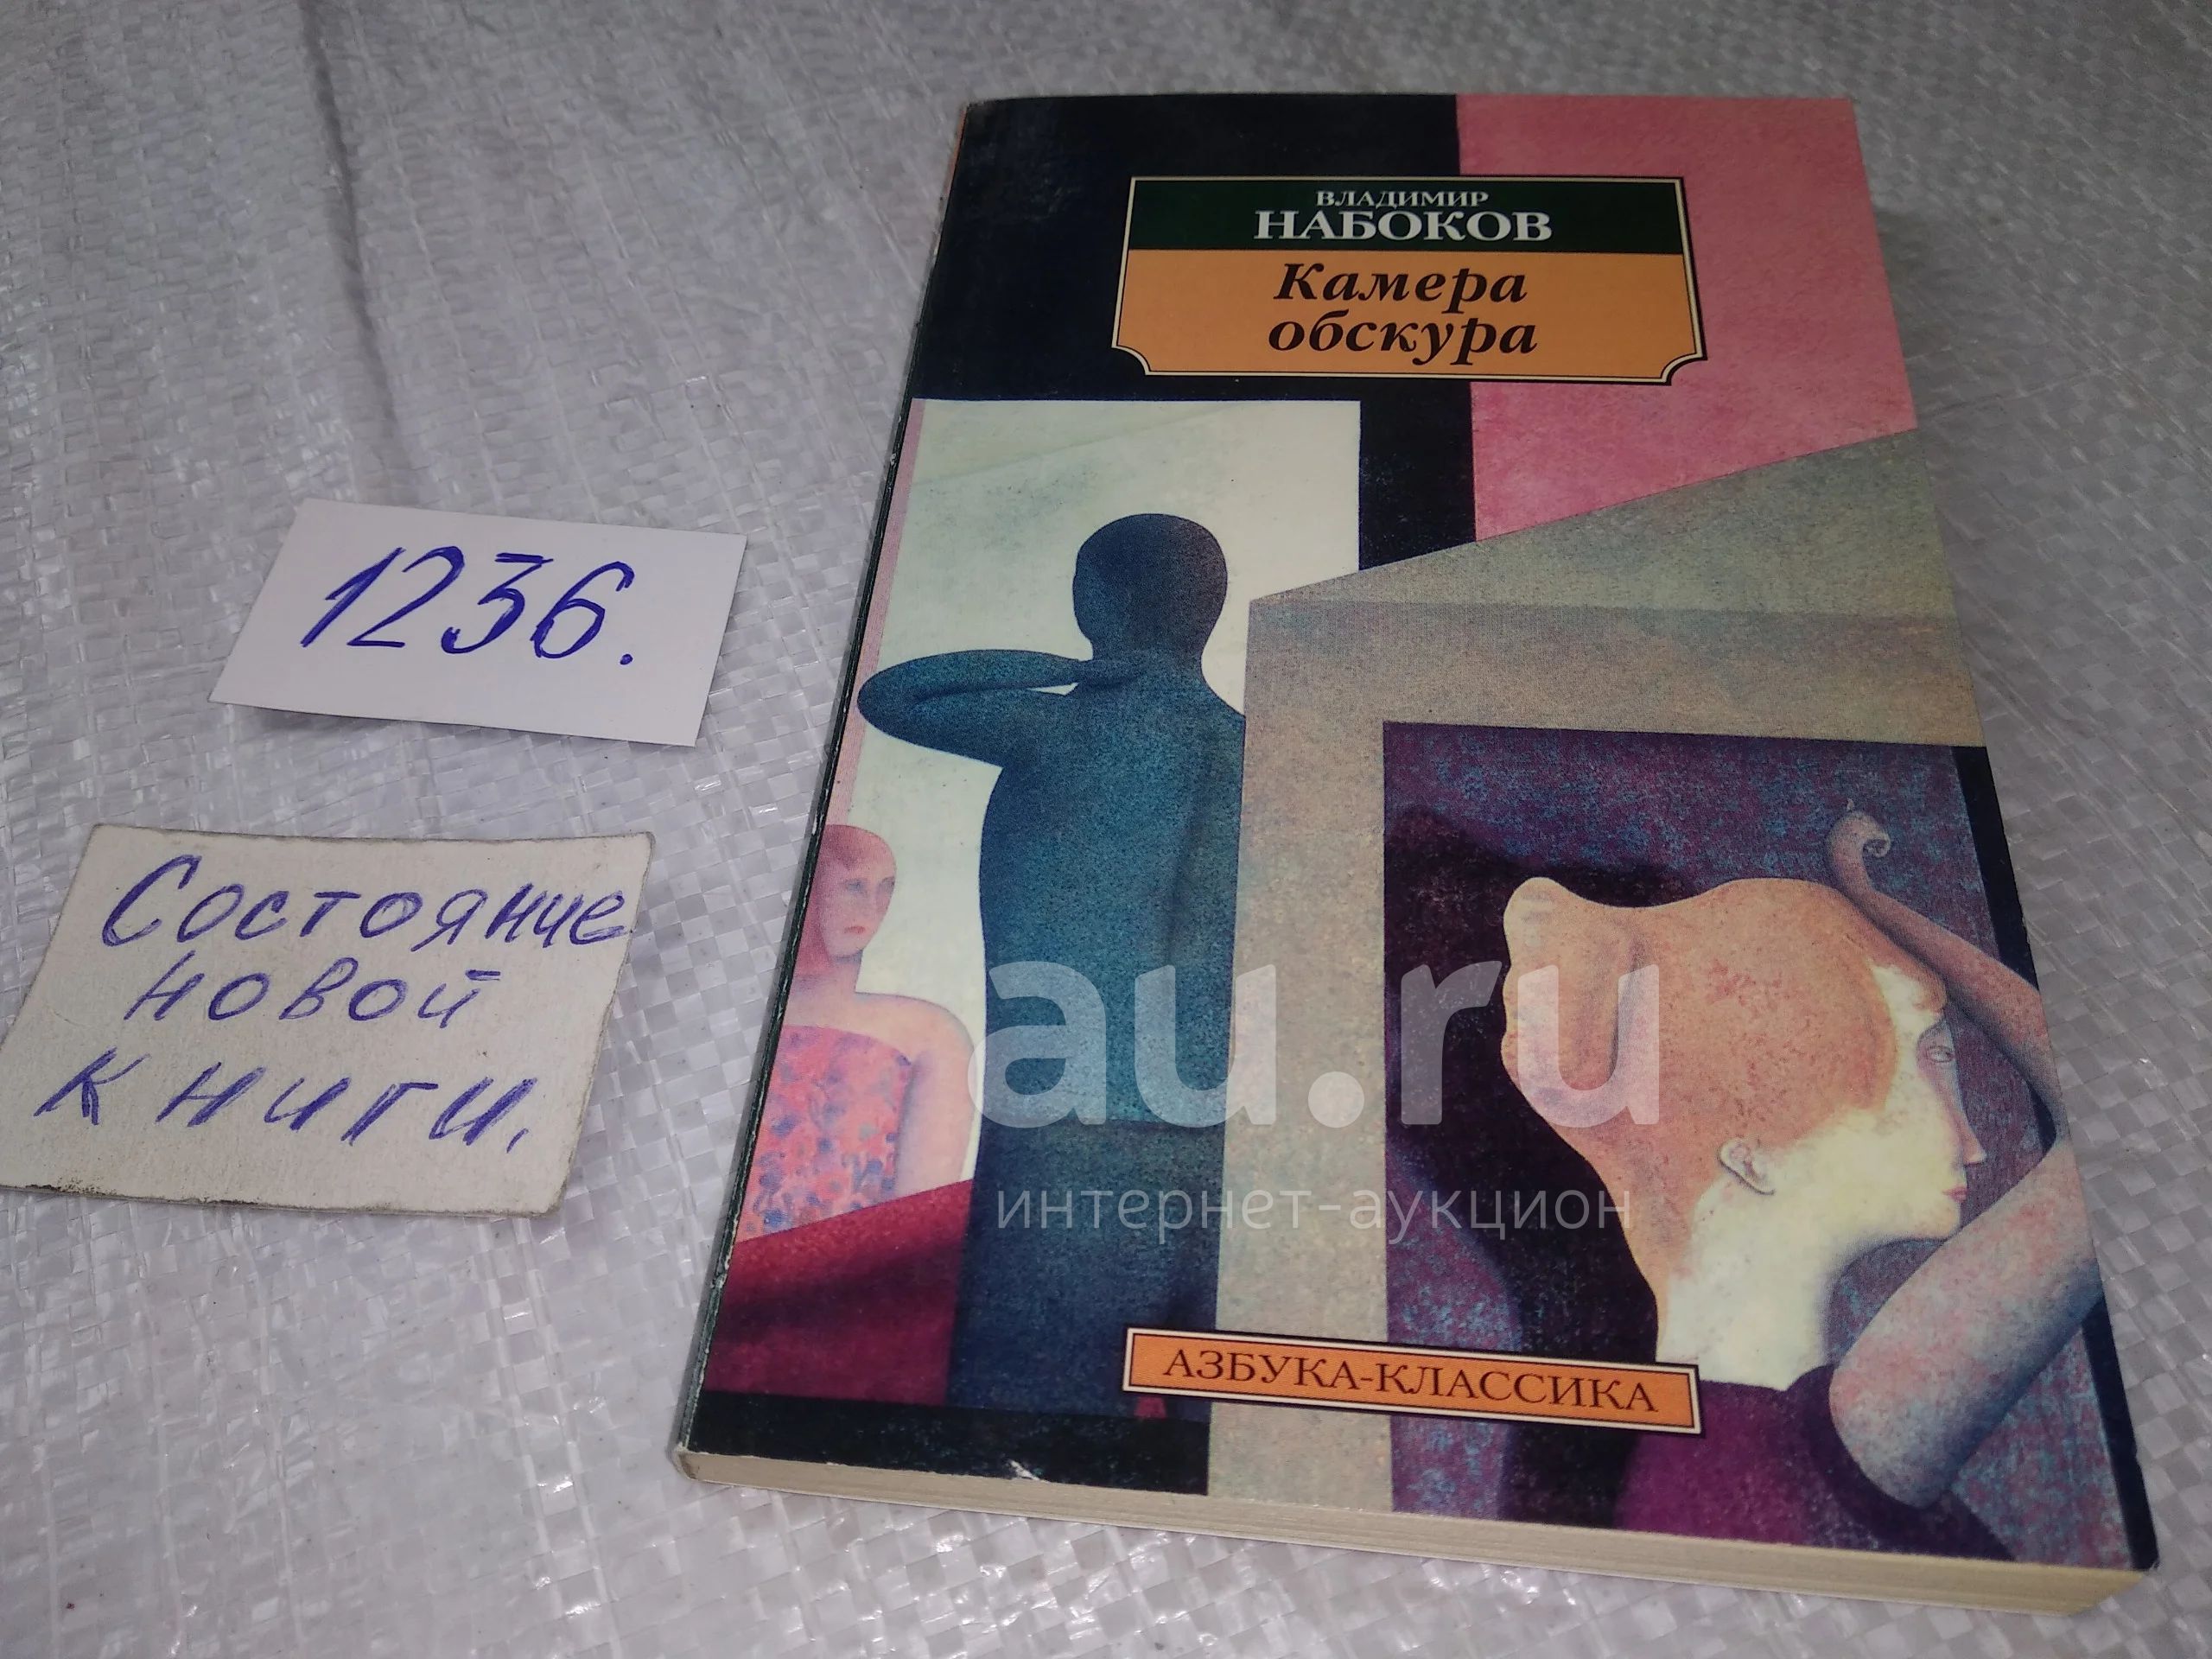 ВЛАДИМИР
НАБОКОВ
Камера
обскура
1236.
Состояние
новой
книги.
au.ru
интернет-аукцион
АЗБУКА-КЛАССИКА